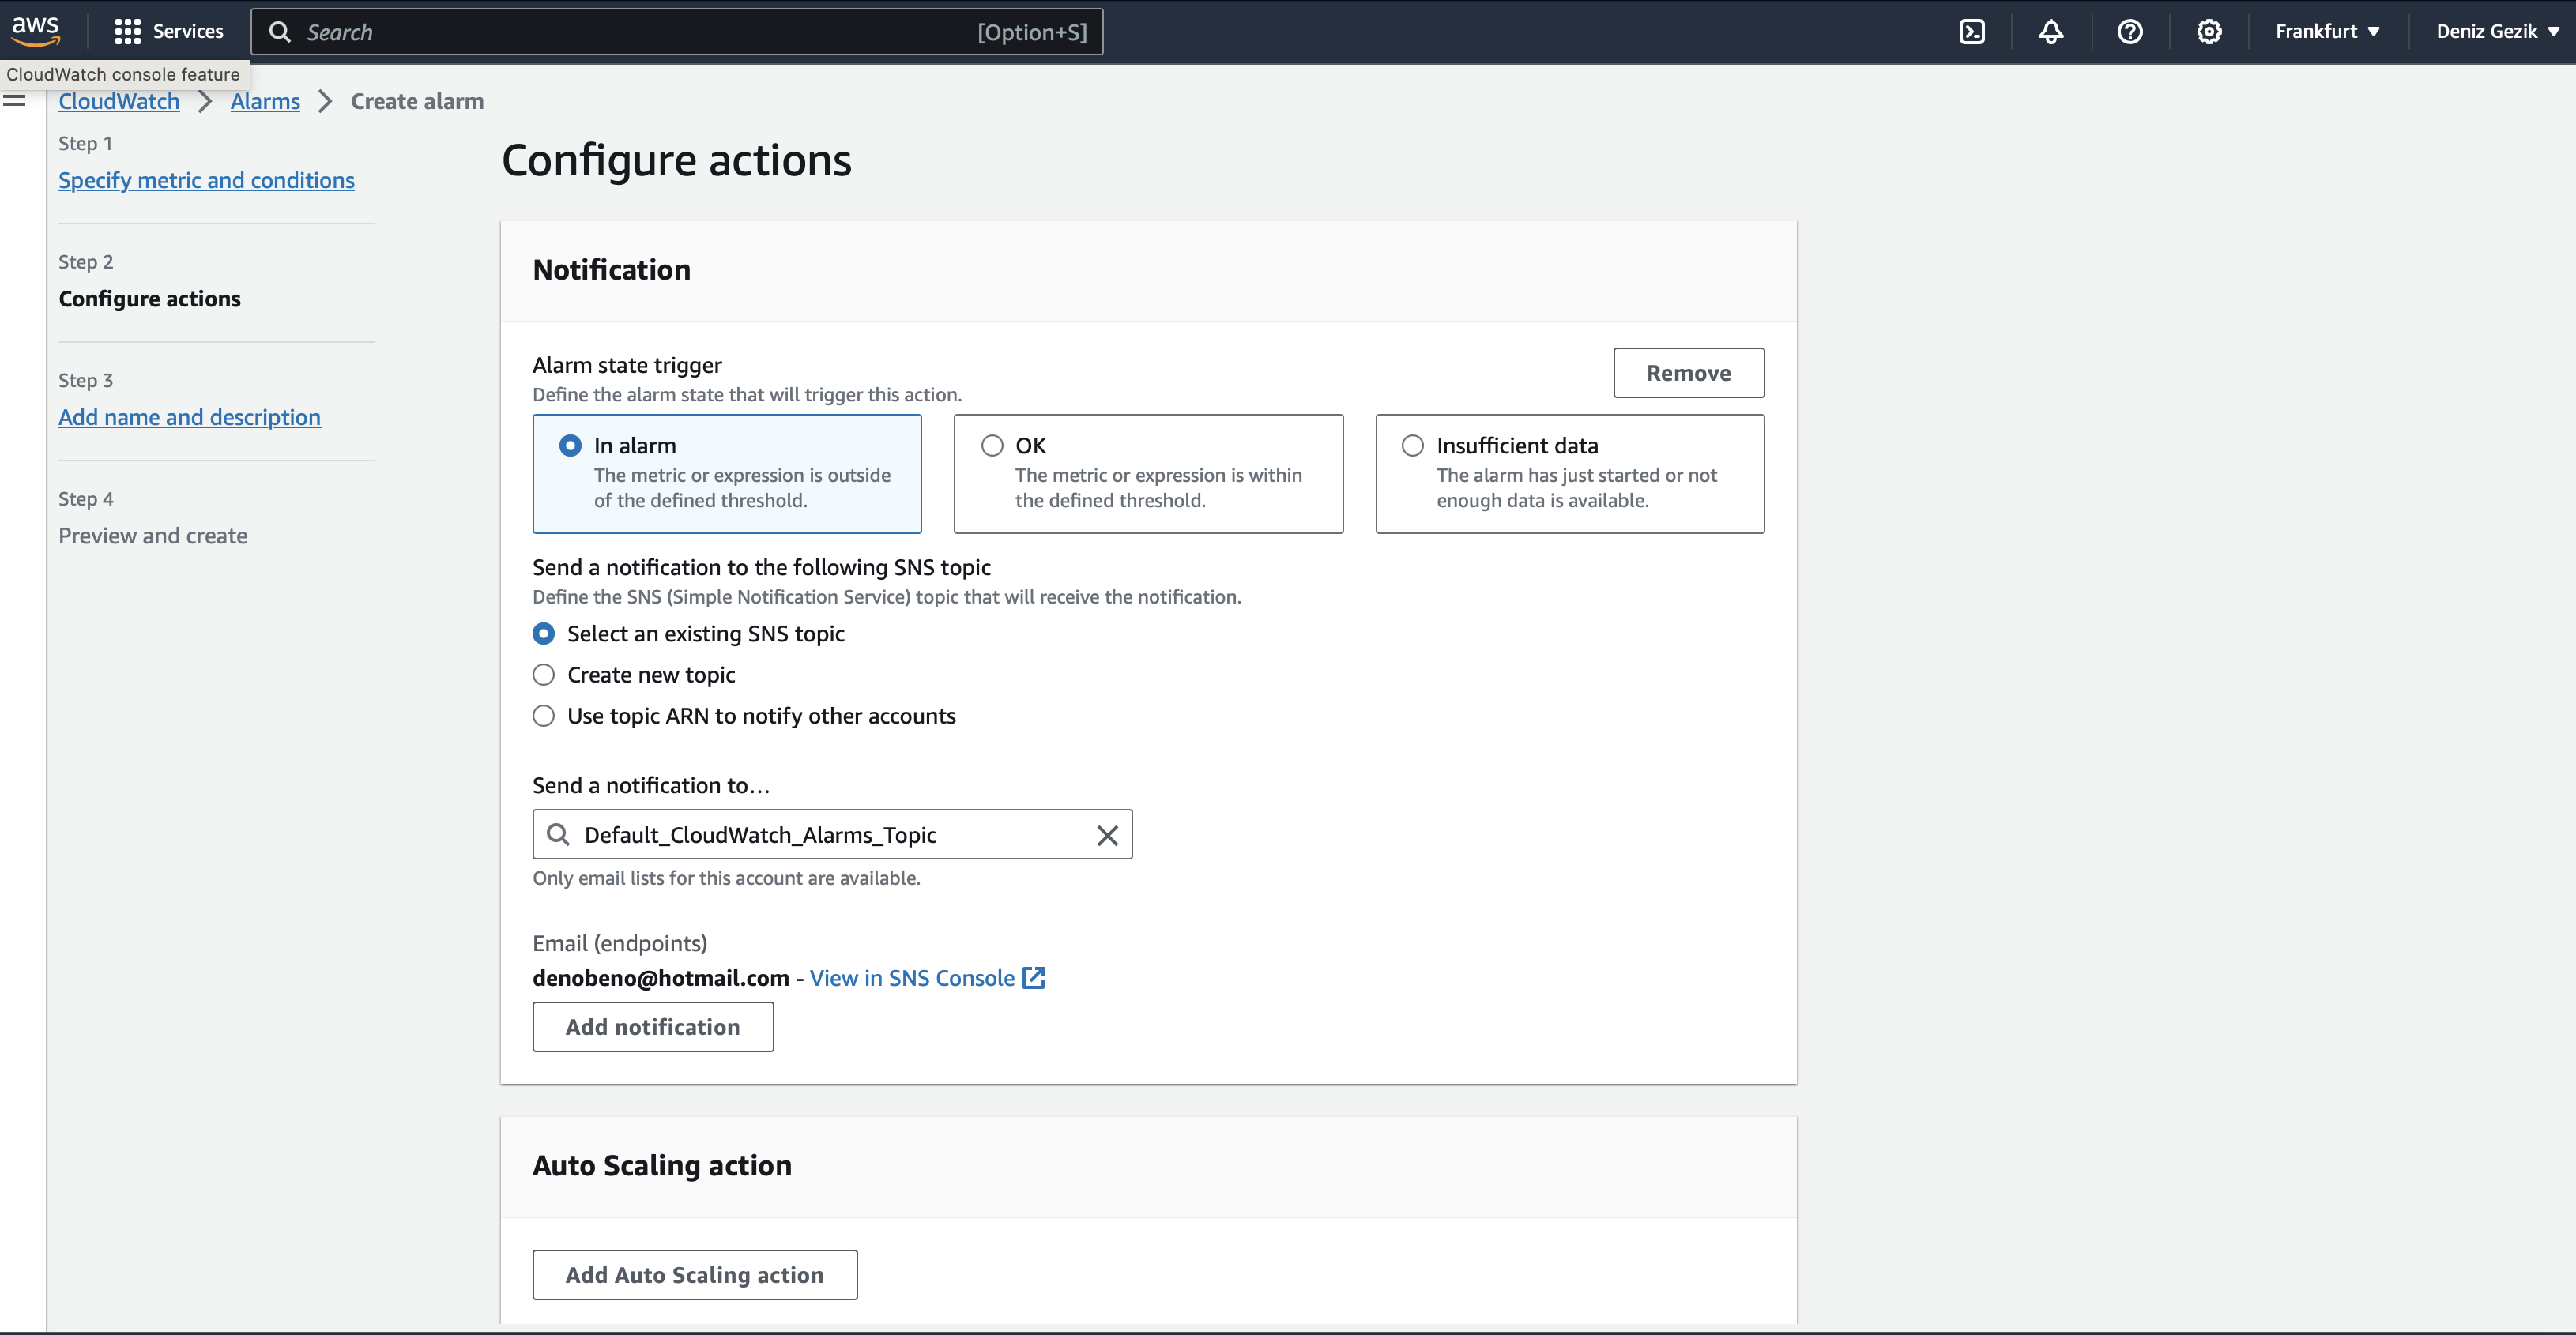 aws
Services
Search
[Option+S]
Frankfurt
Deniz Gezik
CloudWatch console feature
CloudWatch
Alarms
Create alarm
Step 1
Specify metric and conditions
Step 2
Configure actions
Step 3
Add name and description
Step 4
Preview and create
Configure actions
Notification
Alarm state trigger
Define the alarm state that will trigger this action.
Remove
In alarm
The metric or expression is outside
of the defined threshold.
OK
The metric or expression is within
the defined threshold.
Insufficient data
The alarm has just started or not
enough data is available.
Send a notification to the following SNS topic
Define the SNS (Simple Notification Service) topic that will receive the notification.
Select an existing SNS topic
Create new topic
Use topic ARN to notify other accounts
Send a notification to…
Default_CloudWatch_Alarms_Topic
Only email lists for this account are available.
Email (endpoints)
denobeno@hotmail.com - View in SNS Console
Add notification
Auto Scaling action
Add Auto Scaling action